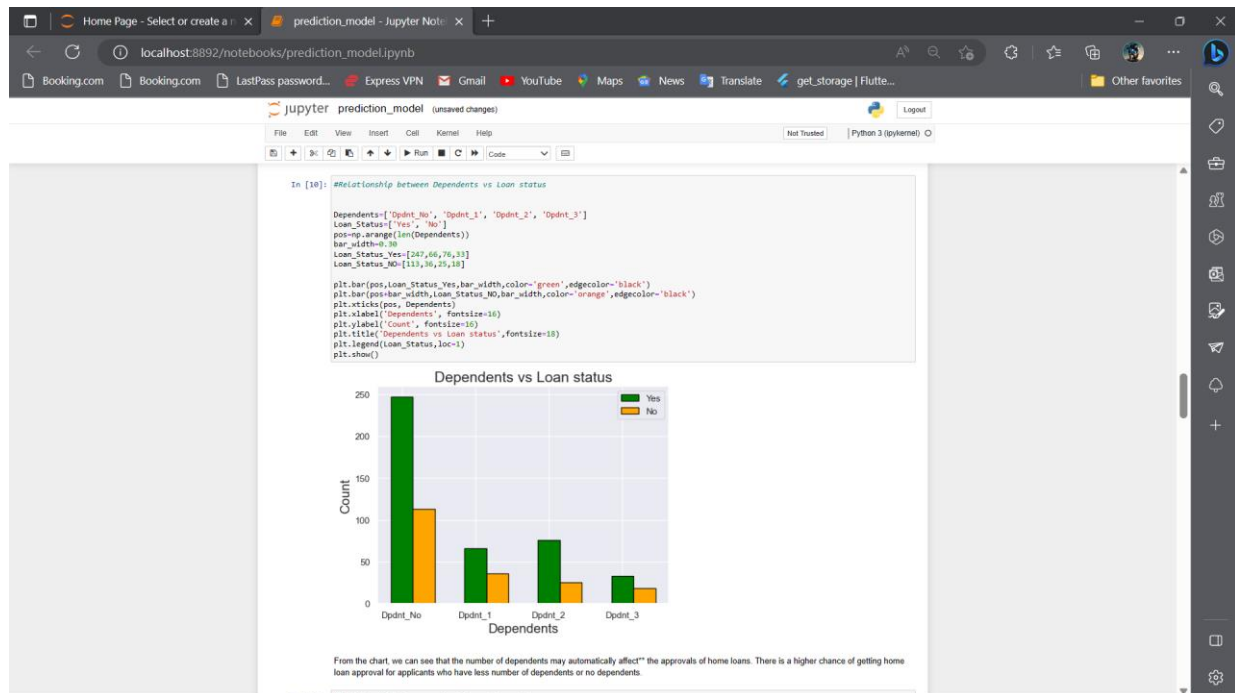 Home Page - Select or create a n
prediction_model - Jupyter Note
localhost:8892/notebooks/prediction_model.ipynb
Booking.com Booking.com LastPass password... Express VPN Gmail YouTube Maps News Translate get_storage | Flutte... Other favorites
jupyter prediction_model (unsaved changes) Logout
File Edit View Insert Cell Kernel Help Not Trusted Python 3 (ipykernel)
Run Code
In [10]: #Relationship between Dependents vs Loan status
Dependents=['Dpdnt_No', 'Dpdnt_1', 'Dpdnt_2', 'Dpdnt_3']
Loan_Status=['Yes', 'No']
pos=np.arange(len(Dependents))
bar_width=0.30
Loan_Status_Yes=[247,66,76,33]
Loan_Status_NO=[113,36,25,18]
plt.bar(pos,Loan_Status_Yes,bar_width,color='green',edgecolor='black')
plt.bar(pos+bar_width,Loan_Status_NO,bar_width,color='orange',edgecolor='black')
plt.xticks(pos, Dependents)
plt.xlabel('Dependents', fontsize=16)
plt.ylabel('Count', fontsize=16)
plt.title('Dependents vs Loan status',fontsize=18)
plt.legend(Loan_Status,loc=1)
plt.show()
Dependents vs Loan status
Yes
No
250
200
150
100
50
0
Count
Dpdnt_No Dpdnt_1 Dpdnt_2 Dpdnt_3
Dependents
From the chart, we can see that the number of dependents may automatically affect** the approvals of home loans. There is a higher chance of getting home
loan approval for applicants who have less number of dependents or no dependents.